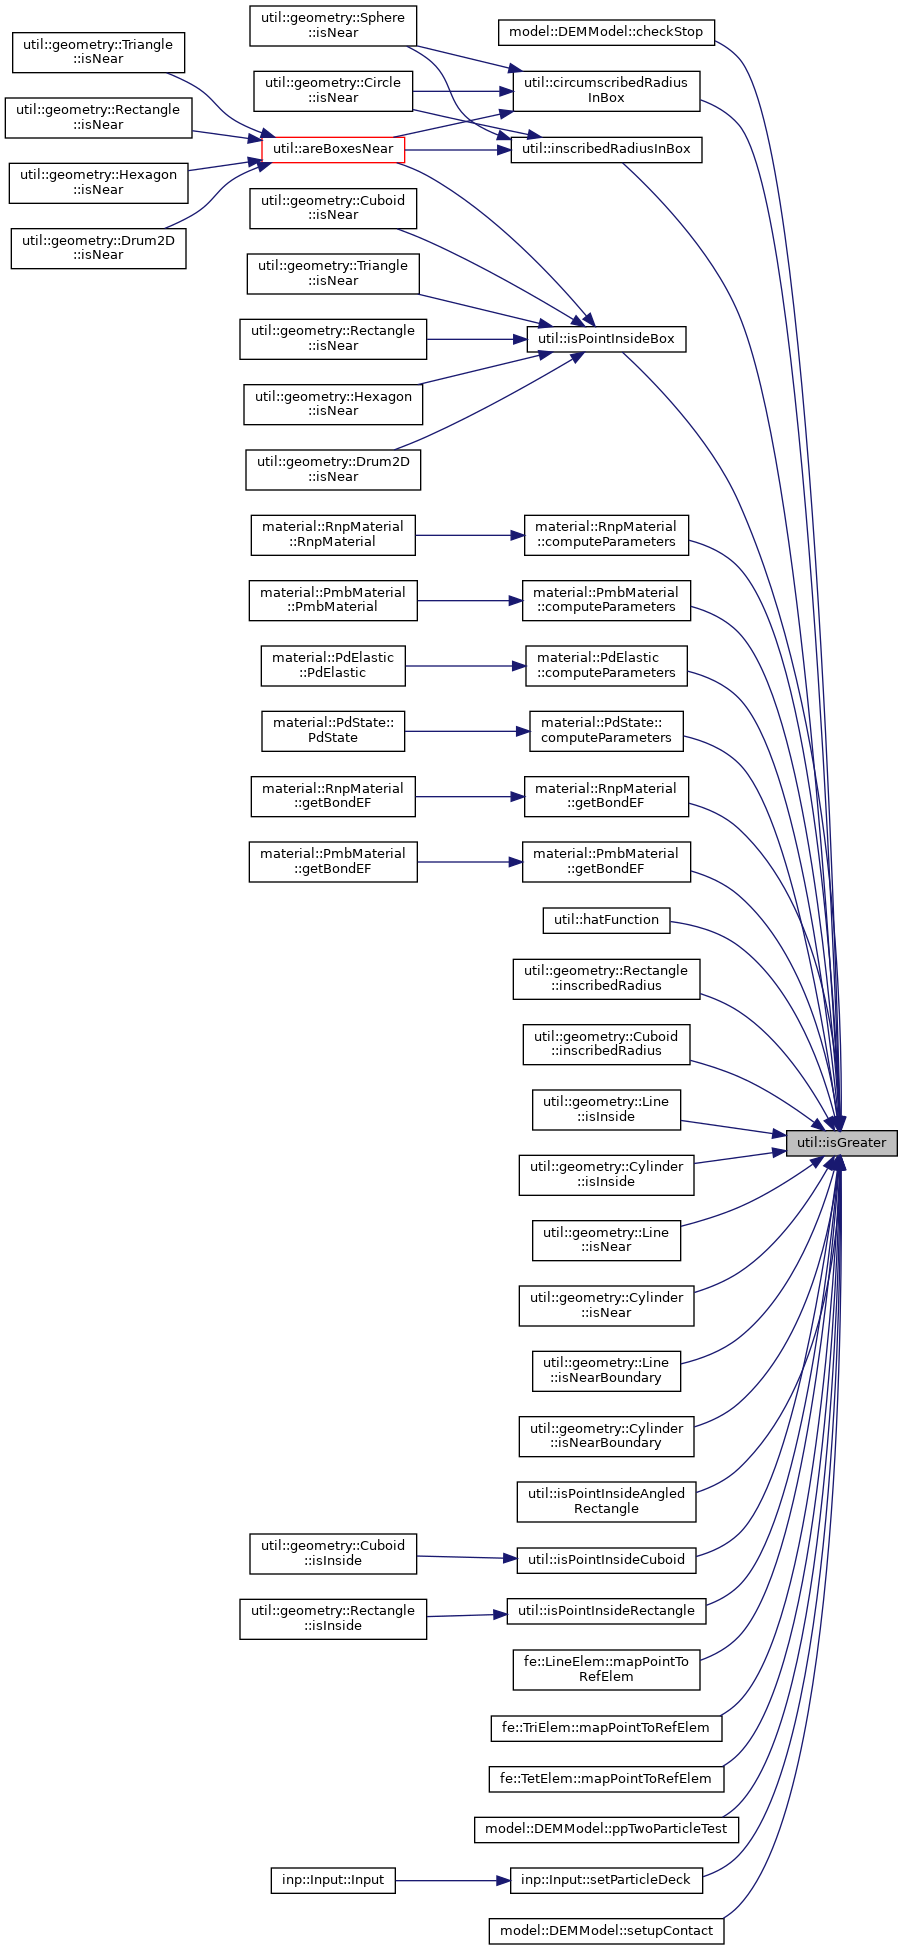 util::geometry::Triangle
::isNear
util::geometry::Rectangle
::isNear
util::geometry::Hexagon
::isNear
util::geometry::Drum2D
::isNear
util::geometry::Sphere
::isNear
util::geometry::Circle
::isNear
util::areBoxesNear
util::geometry::Cuboid
::isNear
util::geometry::Triangle
::isNear
util::geometry::Rectangle
::isNear
util::geometry::Hexagon
::isNear
util::geometry::Drum2D
::isNear
material::RnpMaterial
::RnpMaterial
material::PmbMaterial
::PmbMaterial
material::PdElastic
::PdElastic
material::PdState::
PdState
material::RnpMaterial
::getBondEF
material::PmbMaterial
::getBondEF
util::geometry::Cuboid
::isInside
util::geometry::Rectangle
::isInside
inp::Input::Input
model::DEMModel::checkStop
util::circumscribedRadius
InBox
util::inscribedRadiusInBox
util::isPointInsideBox
material::RnpMaterial
::computeParameters
material::PmbMaterial
::computeParameters
material::PdElastic
::computeParameters
material::PdState::
computeParameters
material::RnpMaterial
::getBondEF
material::PmbMaterial
::getBondEF
util::hatFunction
util::geometry::Rectangle
::inscribedRadius
util::geometry::Cuboid
::inscribedRadius
util::geometry::Line
::isInside
util::geometry::Cylinder
::isInside
util::geometry::Line
::isNear
util::geometry::Cylinder
::isNear
util::geometry::Line
::isNearBoundary
util::geometry::Cylinder
::isNearBoundary
util::isPointInsideAngled
Rectangle
util::isPointInsideCuboid
util::isPointInsideRectangle
fe::LineElem::mapPointTo
RefElem
fe::TriElem::mapPointToRefElem
fe::TetElem::mapPointToRefElem
model::DEMModel::ppTwoParticleTest
inp::Input::setParticleDeck
model::DEMModel::setupContact
util::isGreater